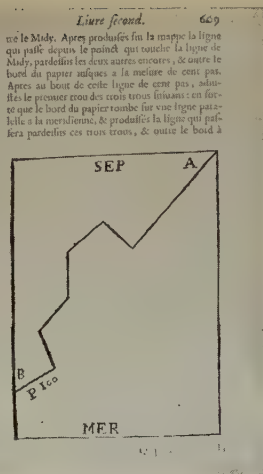 Liure second. 609
tre le Midy. Apres produisés sur la mappe la ligne
qui passe depuis le poinct qui touche la ligne de
Midy, pardessus les deux autres encores, & outre le
bord du papier iusques a la mesure de cent pas.
Apres au bout de ceste ligne de cent pas, adiu-
stés le premier trou des trois trous suiuans: en sor-
te que le bord du papier tombe sur vne ligne para-
lelle a la meridienne, & produisés la ligne qui pas-
sera pardessus ces trois trous, & outre le bord à
SEP A
B
P 100
MER